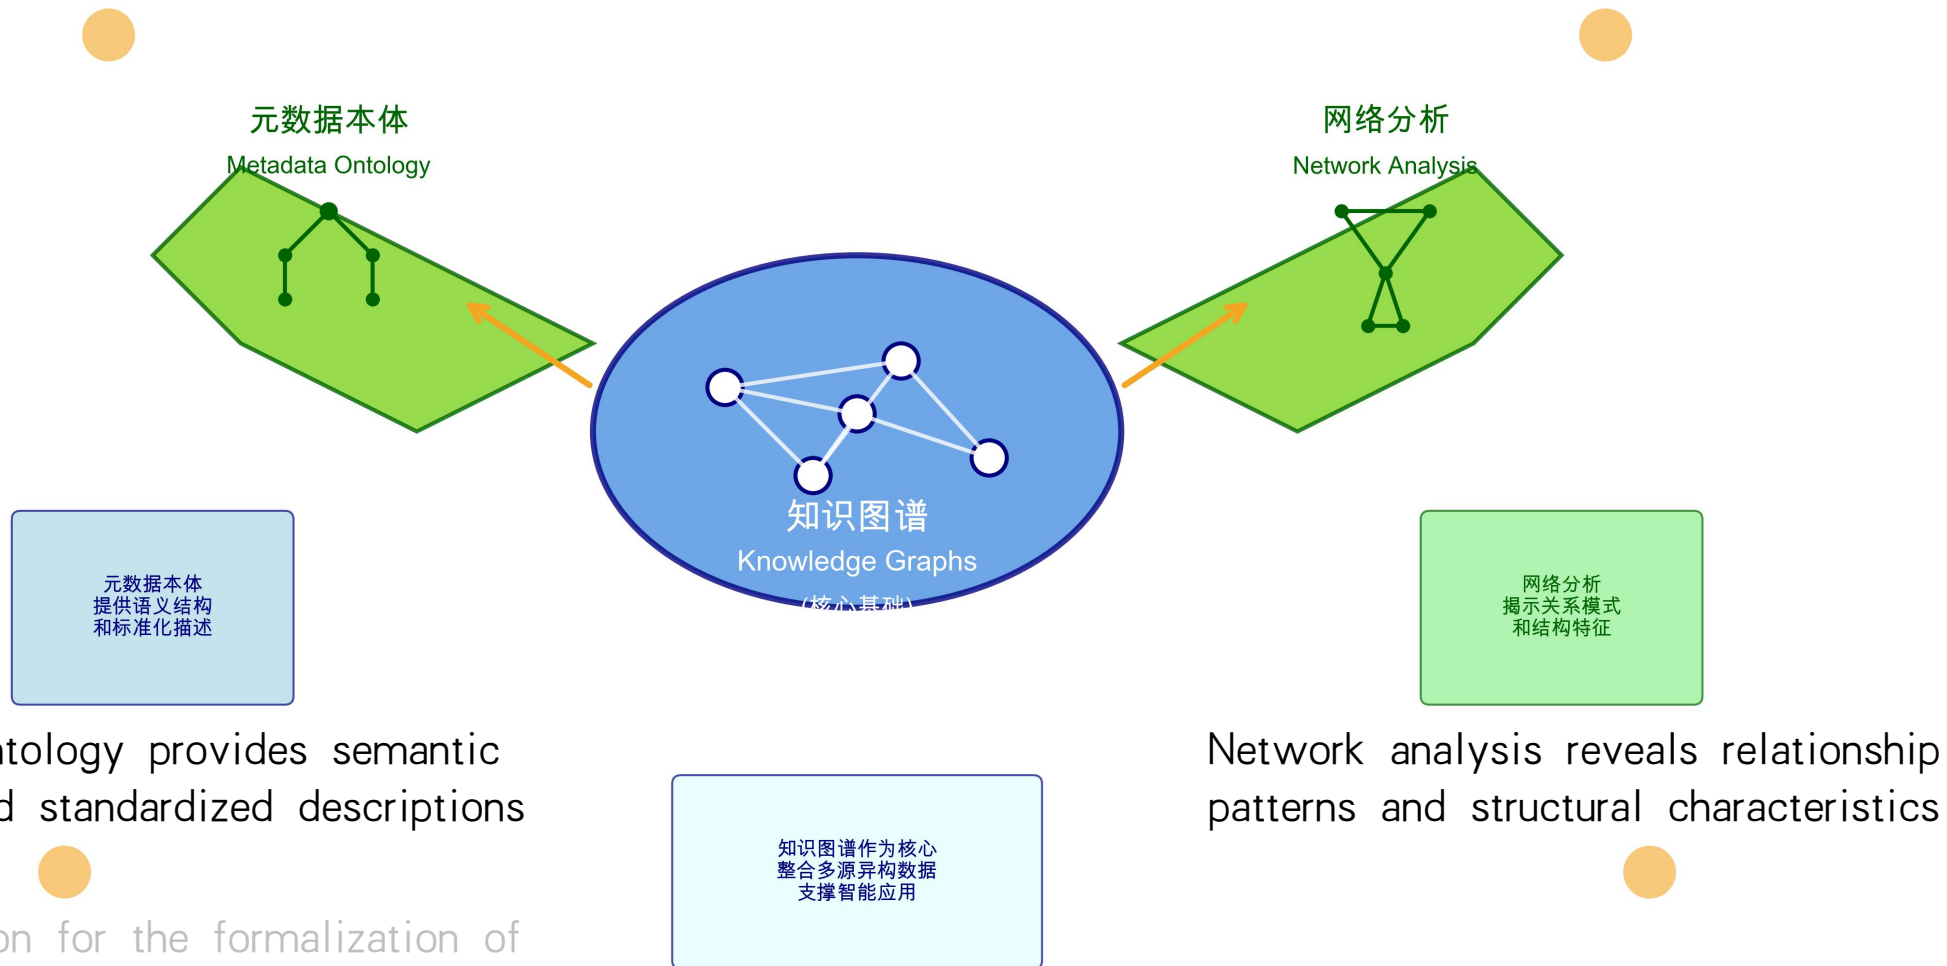 元数据本体
Metadata Ontology
网络分析
Network Analysis
知识图谱
Knowledge Graphs
(核心基础)
元数据本体
提供语义结构
和标准化描述
网络分析
揭示关系模式
和结构特征
provides semantic
standardized descriptions
Network analysis reveals relationship
patterns and structural characteristics
知识图谱作为核心
整合多源异构数据
支撑智能应用
for the formalization of